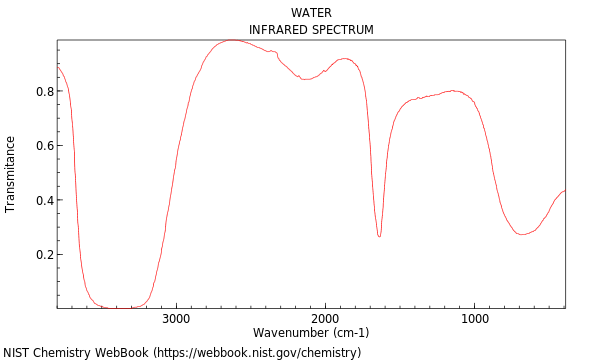 WATER
INFRARED SPECTRUM
0.8
0.6
0.4
0.2
Transmitance
3000 2000 1000
Wavenumber (cm-1)
NIST Chemistry WebBook (https://webbook.nist.gov/chemistry)